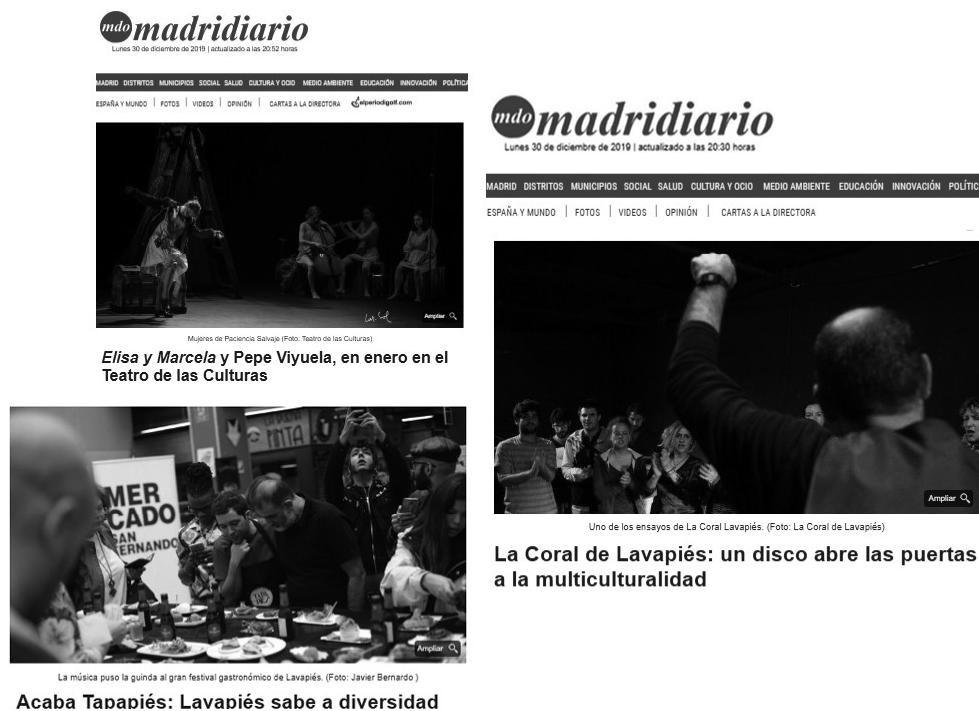 mdo madridiario
Lunes 30 de diciembre de 2019 | actualizado a las 20:52 horas
MADRID DISTRITOS MUNICIPIOS SOCIAL SALUD CULTURA Y OCIO MEDIO AMBIENTE EDUCACIÓN INNOVACIÓN POLÍTICA
ESPAÑA Y MUNDO | FOTOS | VIDEOS | OPINIÓN | CARTAS A LA DIRECTORA elperiodigolf.com
Ampliar
Mujeres de Paciencia Salvaje (Foto: Teatro de las Culturas)
Elisa y Marcela y Pepe Viyuela, en enero en el
Teatro de las Culturas
MER
CADO
SAN
FERNANDO
Ampliar
La música puso la guinda al gran festival gastronómico de Lavapiés. (Foto: Javier Bernardo )
Acaba Tapapiés: Lavapiés sabe a diversidad
mdo madridiario
Lunes 30 de diciembre de 2019 | actualizado a las 20:30 horas
MADRID DISTRITOS MUNICIPIOS SOCIAL SALUD CULTURA Y OCIO MEDIO AMBIENTE EDUCACIÓN INNOVACIÓN POLÍTIC
ESPAÑA Y MUNDO | FOTOS | VIDEOS | OPINIÓN | CARTAS A LA DIRECTORA
Ampliar
Uno de los ensayos de La Coral Lavapiés. (Foto: La Coral de Lavapiés)
La Coral de Lavapiés: un disco abre las puertas
a la multiculturalidad